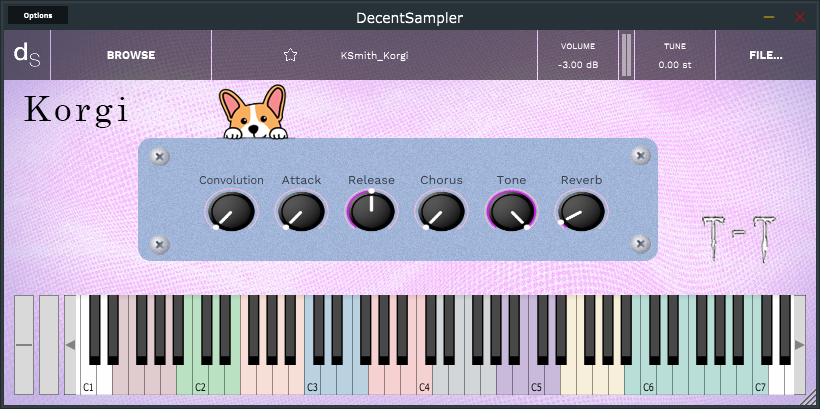 Options
DecentSampler
dS
BROWSE
KSmith_Korgi
VOLUME
-3.00 dB
TUNE
0.00 st
FILE...
Korgi
Convolution
Attack
Release
Chorus
Tone
Reverb
T-T
C1
C2
C3
C4
C5
C6
C7